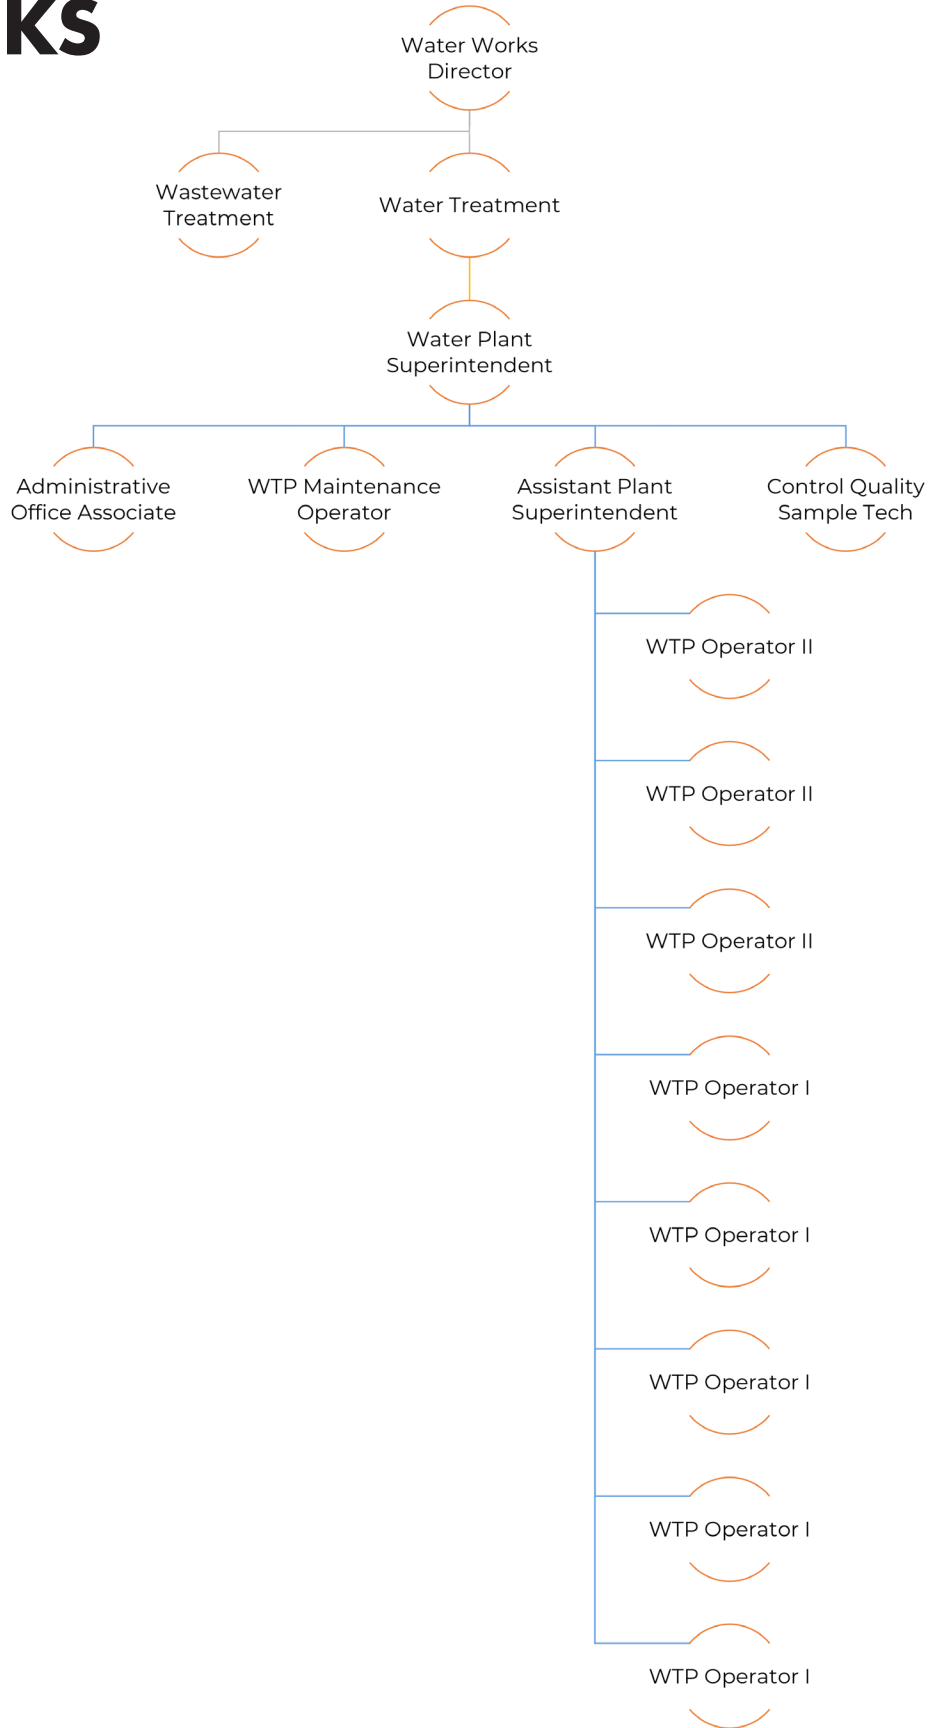 KS
Water Works
Director
Wastewater
Treatment
Water Treatment
Water Plant
Superintendent
Administrative
Office Associate
WTP Maintenance
Operator
Assistant Plant
Superintendent
Control Quality
Sample Tech
WTP Operator II
WTP Operator II
WTP Operator II
WTP Operator I
WTP Operator I
WTP Operator I
WTP Operator I
WTP Operator I